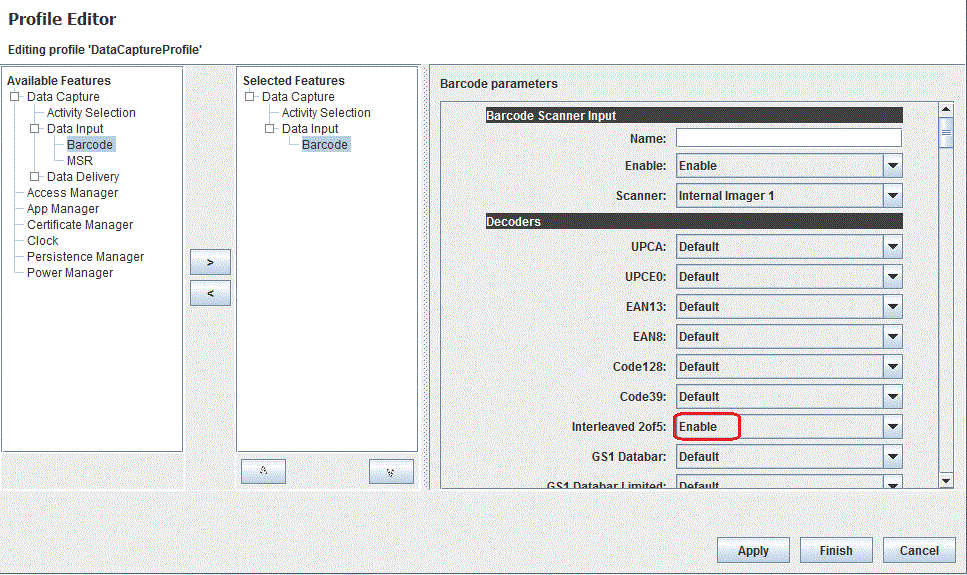 Profile Editor
Editing profile 'DataCaptureProfile'
Available Features
Data Capture
Activity Selection
Data Input
Barcode
MSR
Data Delivery
Access Manager
App Manager
Certificate Manager
Clock
Persistence Manager
Power Manager
>
<
Selected Features
Data Capture
Activity Selection
Data Input
Barcode
Barcode parameters
Barcode Scanner Input
Name:
Enable: Enable
Scanner: Internal Imager 1
Decoders
UPCA: Default
UPCE0: Default
EAN13: Default
EAN8: Default
Code128: Default
Code39: Default
Interleaved 2of5: Enable
GS1 Databar: Default
GS1 Databar Limited: Default
Apply Finish Cancel